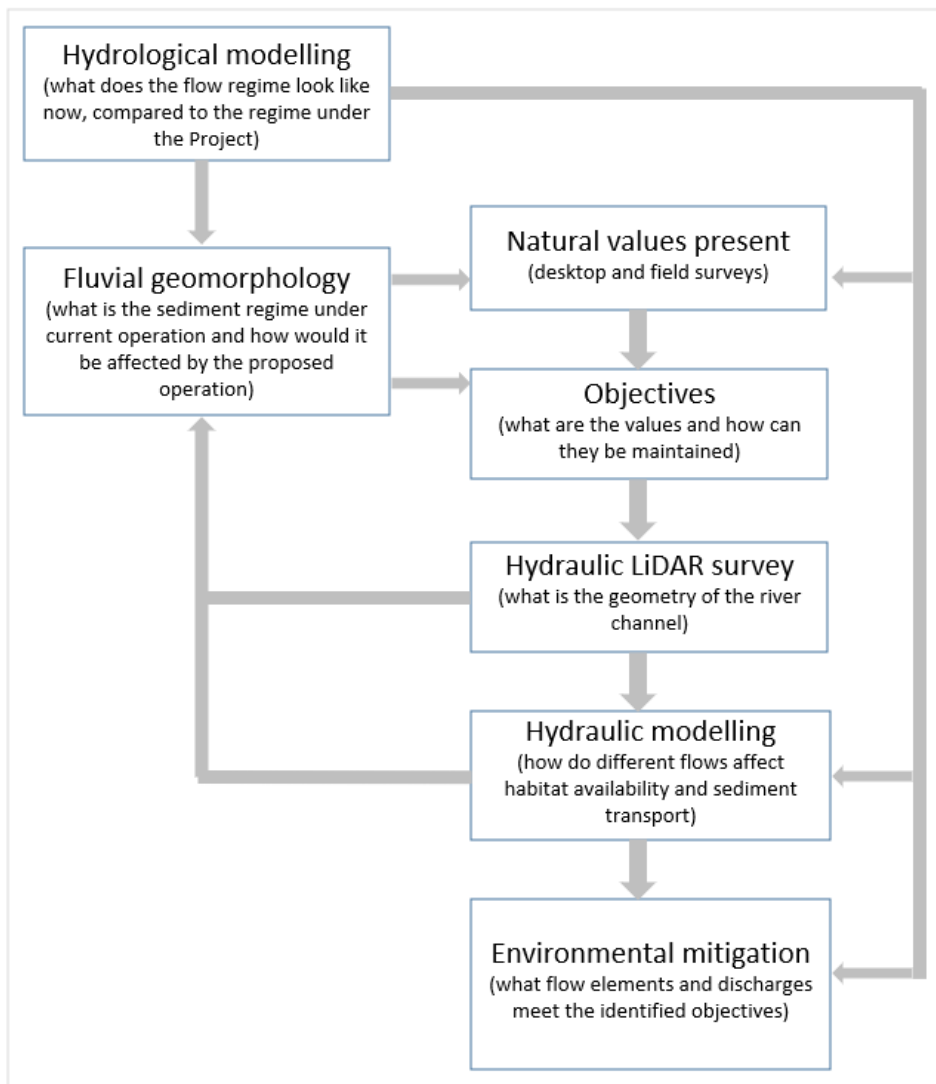 Hydrological modelling
(what does the flow regime look like
now, compared to the regime under
the Project)
Fluvial geomorphology
(what is the sediment regime under
current operation and how would it
be affected by the proposed
operation)
Natural values present
(desktop and field surveys)
Objectives
(what are the values and how can
they be maintained)
Hydraulic LiDAR survey
(what is the geometry of the river
channel)
Hydraulic modelling
(how do different flows affect
habitat availability and sediment
transport)
Environmental mitigation
(what flow elements and discharges
meet the identified objectives)